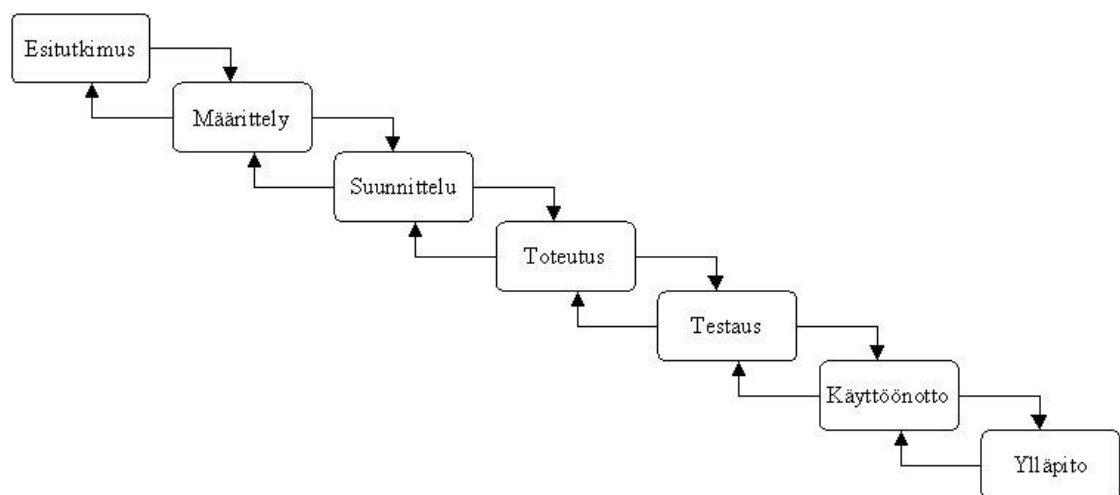 Esitutkimus
Määrittely
Suunnittelu
Toteutus
Testaus
Käyttöönotto
Ylläpito